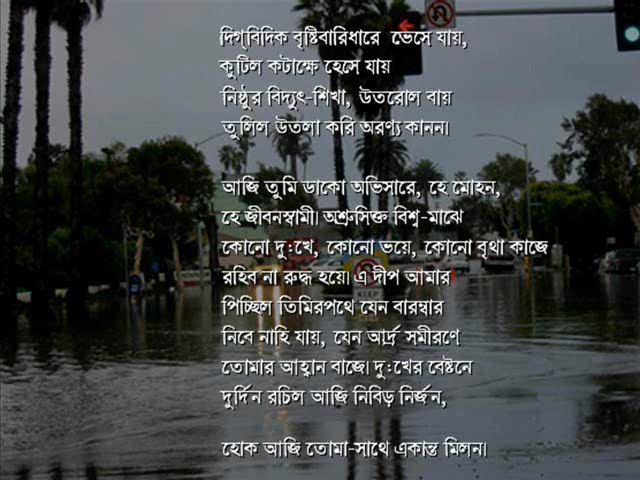 দিগ্‌বিদিক বৃষ্টিবারিধারে ভেসে যায়,
কুটিল কটাক্ষে হেসে যায়
নিষ্ঠুর বিদ্যুৎ-শিখা, উতরোল বায়
তুলিল উতলা করি অরণ্য কানন।
আজি তুমি ডাকো অভিসারে, হে মোহন,
হে জীবনস্বামী। অশ্রুসিক্ত বিশ্ব-মাঝে
কোনো দু:খে, কোনো ভয়ে, কোনো বৃথা কাজে
রহিব না রুদ্ধ হয়ে। এ দীপ আমার
পিচ্ছিল তিমিরপথে যেন বারম্বার
নিবে নাহি যায়, যেন আর্দ্র সমীরণে
তোমার আহ্বান বাজে। দু:খের বেষ্টনে
দুর্দিন রচিল আজি নিবিড় নির্জন,
হোক আজি তোমা-সাথে একান্ত মিলন।